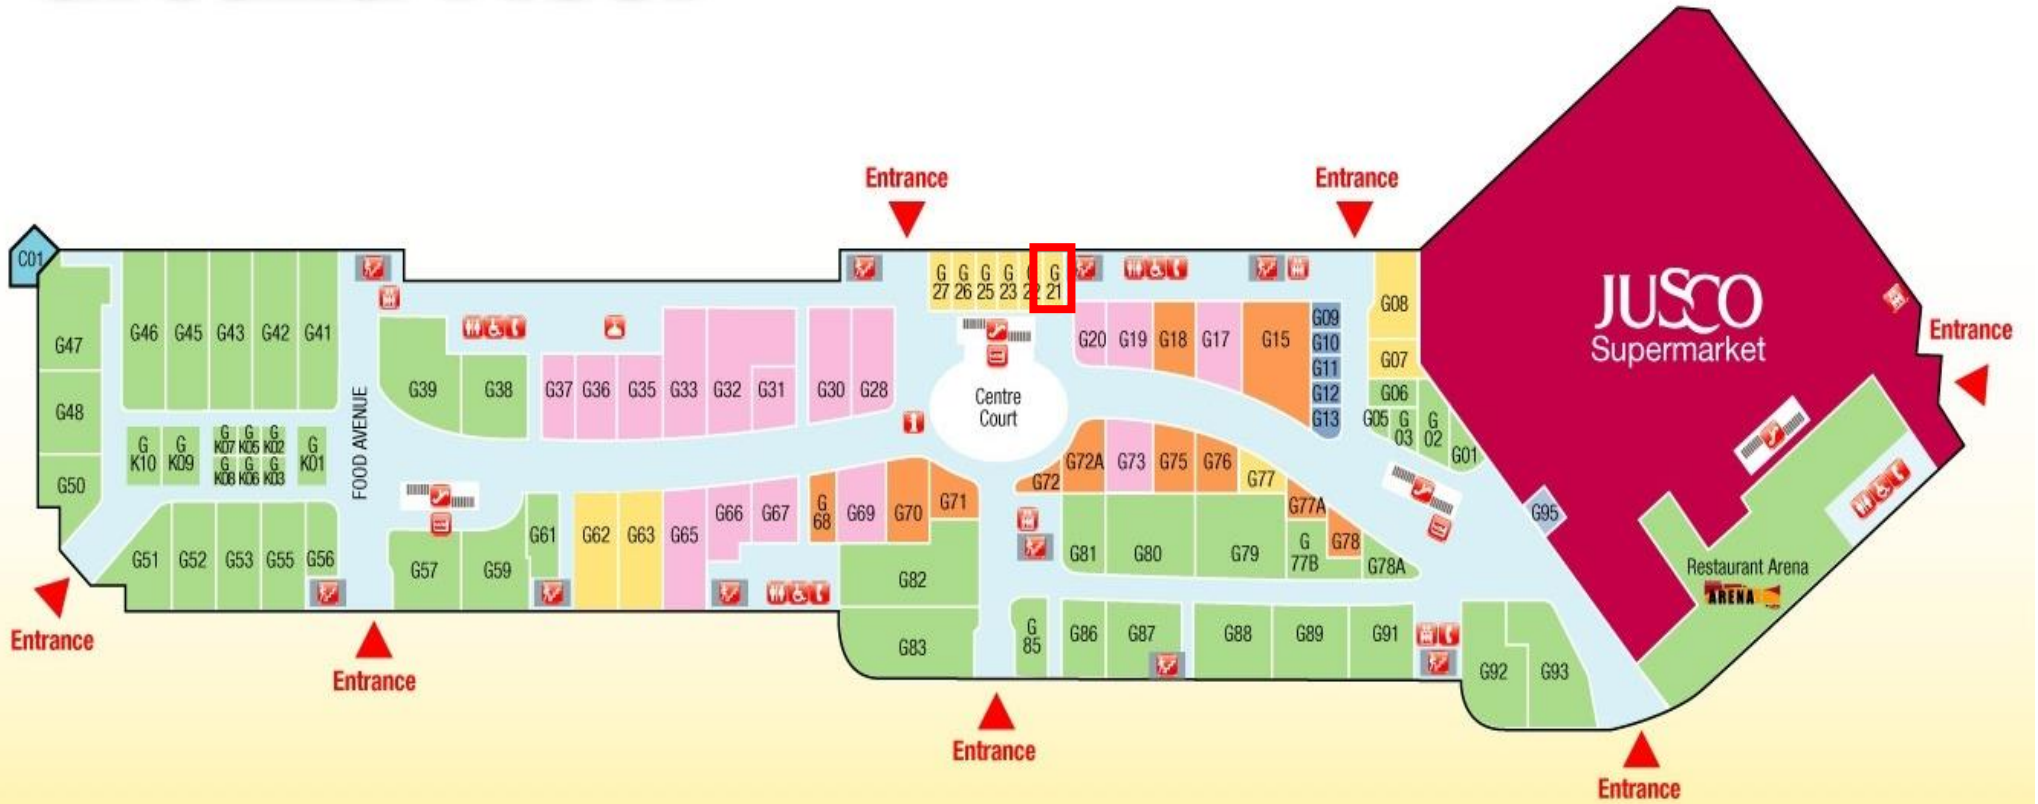 Entrance
Entrance
C01
G
27
G
26
G
25
G
23
G
21
G08
JUSCO
Supermarket
G47
G46
G45
G43
G42
G41
G39
G38
G37
G36
G35
G33
G32
G31
G30
G28
Centre
Court
G20
G19
G18
G17
G15
G09
G10
G11
G12
G13
G07
G06
G05
G
03
G
02
G01
Entrance
G48
G50
G
K10
G
K09
G
K07
G
K05
G
K02
G
K08
G
K06
G
K03
G
K01
FOOD AVENUE
G72A
G73
G75
G76
G77
G72
G77A
G78
G51
G52
G53
G55
G56
G57
G59
G61
G62
G63
G65
G66
G67
G
68
G69
G70
G71
G82
G83
G81
G80
G79
G
77B
G78A
G95
Restaurant Arena
ARENA
G
85
G86
G87
G88
G89
G91
G92
G93
Entrance
Entrance
Entrance
Entrance